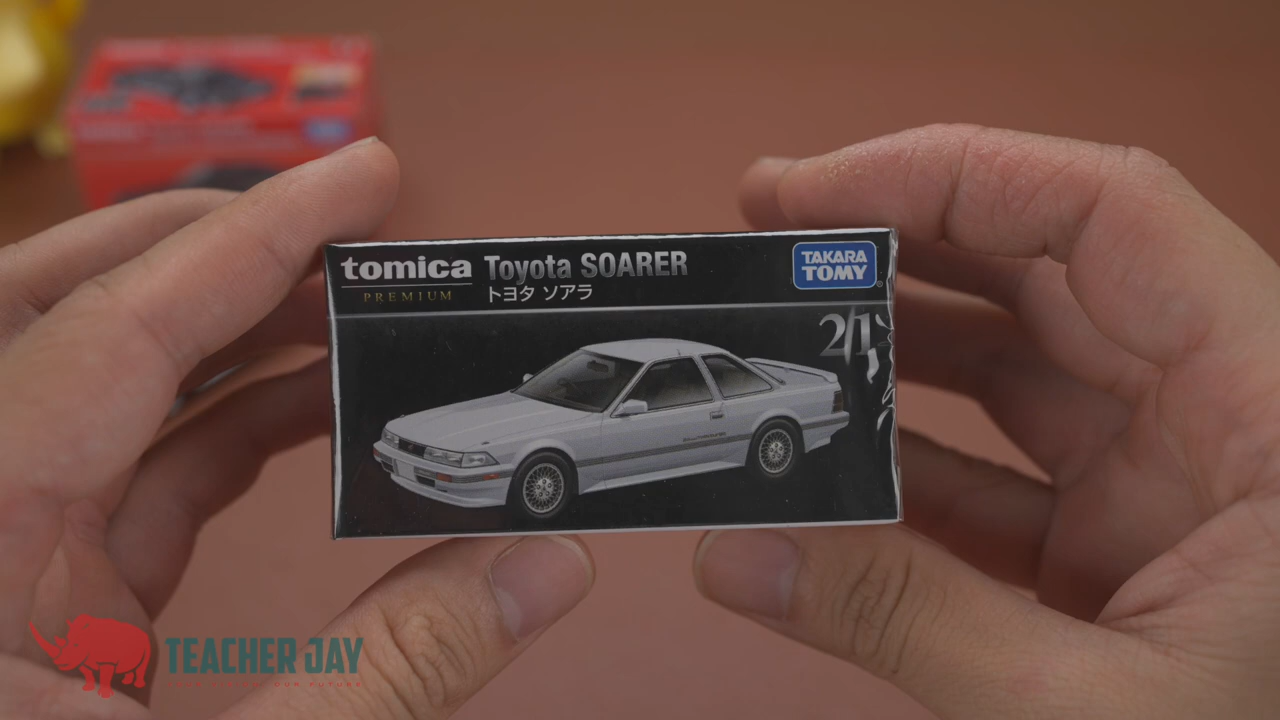 tomica
PREMIUM
Toyota SOARER
トヨタ ソアラ
TAKARA
TOMY
21
TEACHER JAY